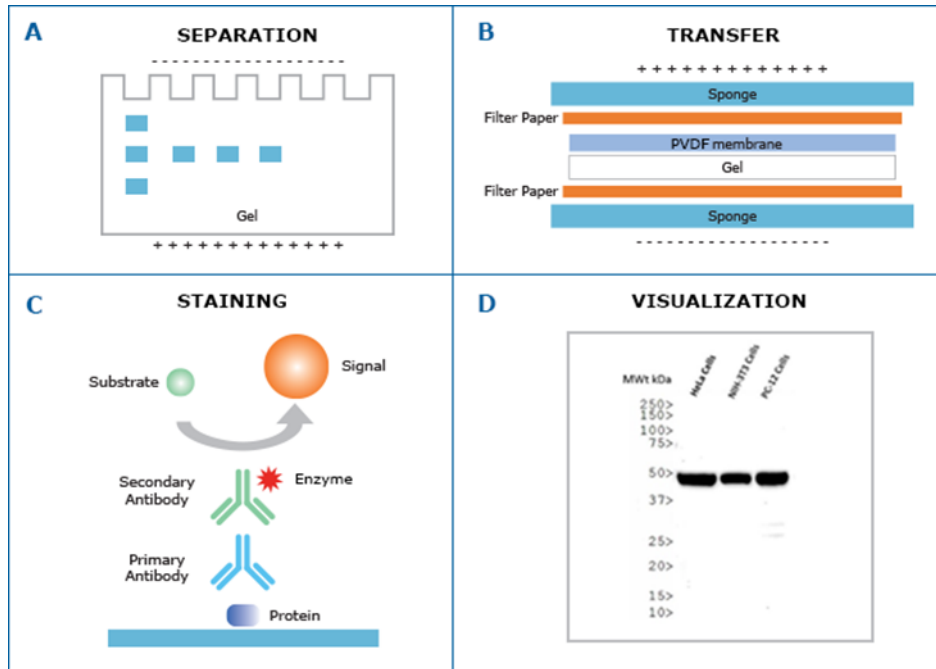 A
SEPARATION
- - - - - - - - - - - - - - - - - - -
Gel
+ + + + + + + + + + + + +
B
TRANSFER
+ + + + + + + + + + + + +
Sponge
Filter Paper
PVDF membrane
Gel
Filter Paper
Sponge
- - - - - - - - - - - - - - - - - - -
C
STAINING
Substrate
Signal
Secondary
Antibody
Enzyme
Primary
Antibody
Protein
D
VISUALIZATION
MWt kDa
HeLa Cells
NIH-3T3 Cells
PC-12 Cells
250>
150>
100>
75>
50>
37>
25>
20>
15>
10>